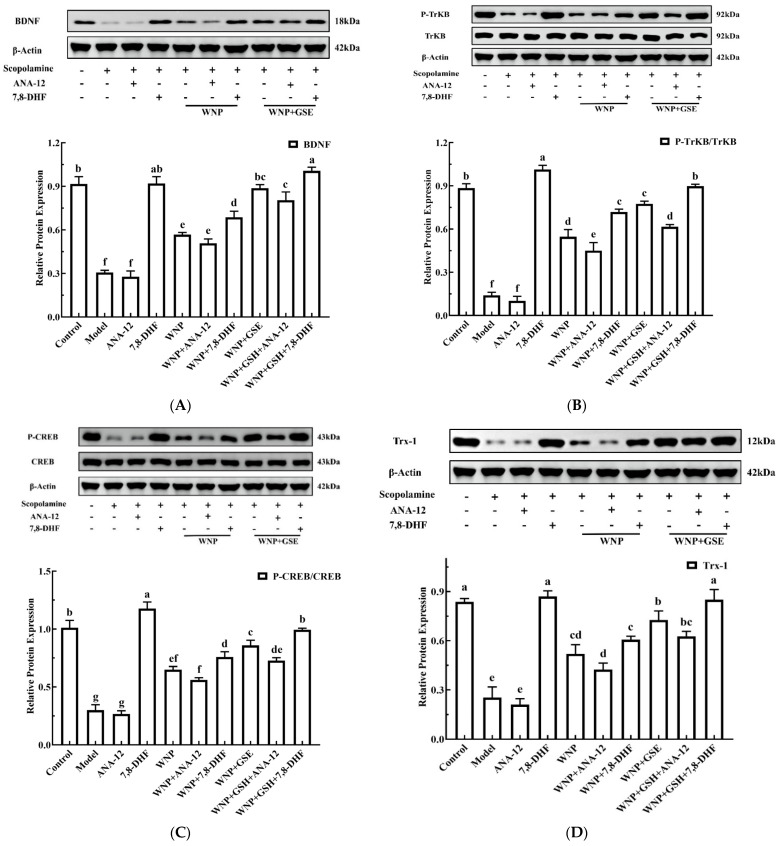 BDNF 18kDa
β-Actin 42kDa
Scopolamine - + + + + + + + + +
ANA-12 - - + - - + - - + -
7,8-DHF - - - + - - + - - +
WNP WNP+GSE
BDNF
Relative Protein Expression
1.2
0.9
0.6
0.3
0.0
b f f ab e e d bc c a
Control Model ANA-12 7,8-DHF WNP WNP+ANA-12 WNP+7,8-DHF WNP+GSE WNP+GSH+ANA-12 WNP+GSH+7,8-DHF
(A)
P-TrKB 92kDa
TrKB 92kDa
β-Actin 42kDa
Scopolamine - + + + + + + + + +
ANA-12 - - + - - + - - + -
7,8-DHF - - - + - - + - - +
WNP WNP+GSE
P-TrKB/TrKB
Relative Protein Expression
1.2
0.9
0.6
0.3
0.0
b f f a d e c c d b
Control Model ANA-12 7,8-DHF WNP WNP+ANA-12 WNP+7,8-DHF WNP+GSE WNP+GSH+ANA-12 WNP+GSH+7,8-DHF
(B)
P-CREB 43kDa
CREB 43kDa
β-Actin 42kDa
Scopolamine - + + + + + + + + +
ANA-12 - - + - - + - - + -
7,8-DHF - - - + - - + - - +
WNP WNP+GSE
P-CREB/CREB
Relative Protein Expression
1.5
1.0
0.5
0.0
b g g a ef f d c de b
Control Model ANA-12 7,8-DHF WNP WNP+ANA-12 WNP+7,8-DHF WNP+GSE WNP+GSH+ANA-12 WNP+GSH+7,8-DHF
(C)
Trx-1 12kDa
β-Actin 42kDa
Scopolamine - + + + + + + + + +
ANA-12 - - + - - + - - + -
7,8-DHF - - - + - - + - - +
WNP WNP+GSE
Trx-1
Relative Protein Expression
0.9
0.6
0.3
0.0
a e e a cd d c b bc a
Control Model ANA-12 7,8-DHF WNP WNP+ANA-12 WNP+7,8-DHF WNP+GSE WNP+GSH+ANA-12 WNP+GSH+7,8-DHF
(D)